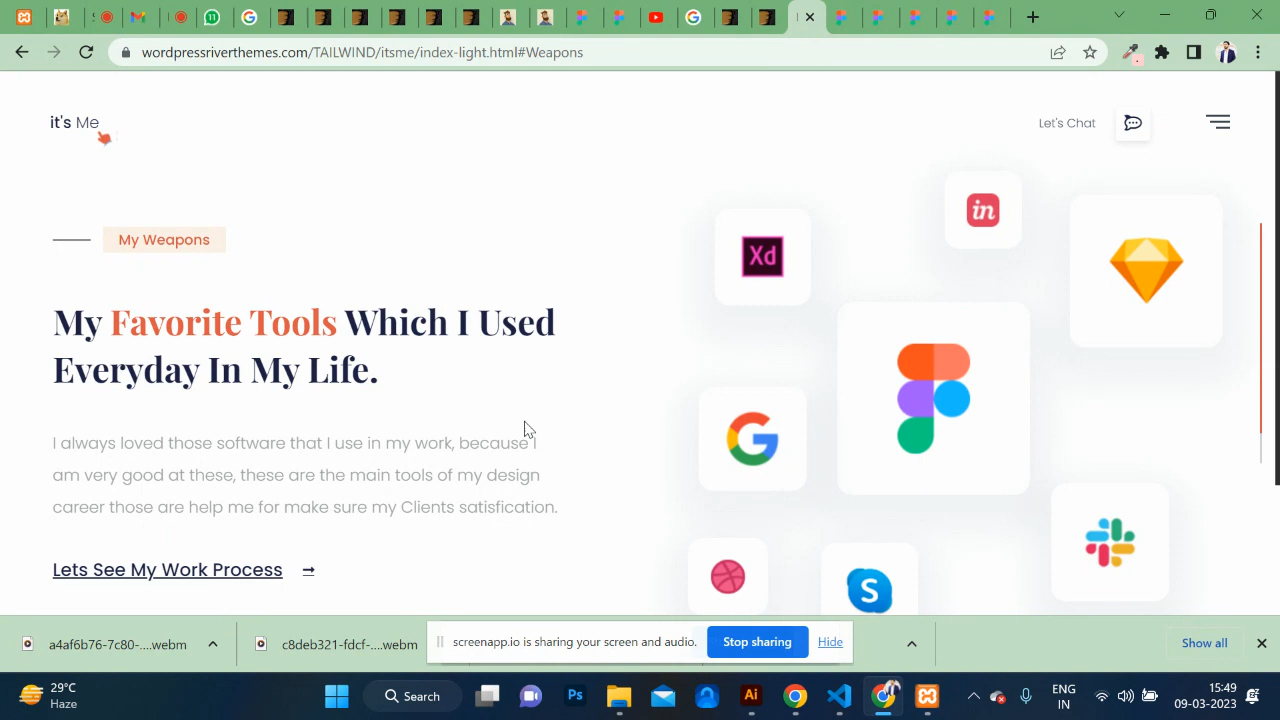 11
wordpressriverthemes.com/TAILWIND/itsme/index-light.html#Weapons
it's Me
Let's Chat
in
Xd
My Weapons
My Favorite Tools Which I Used
Everyday In My Life.
I always loved those software that I use in my work, because I
am very good at these, these are the main tools of my design
career those are help me for make sure my Clients satisfication.
Lets See My Work Process
S
a4af6b76-7c80-....webm
c8deb321-fdcf-....webm
screenapp.io is sharing your screen and audio.
Stop sharing
Hide
Show all
29°C
Haze
Search
Ps
Ai
ENG
IN
15:49
09-03-2023